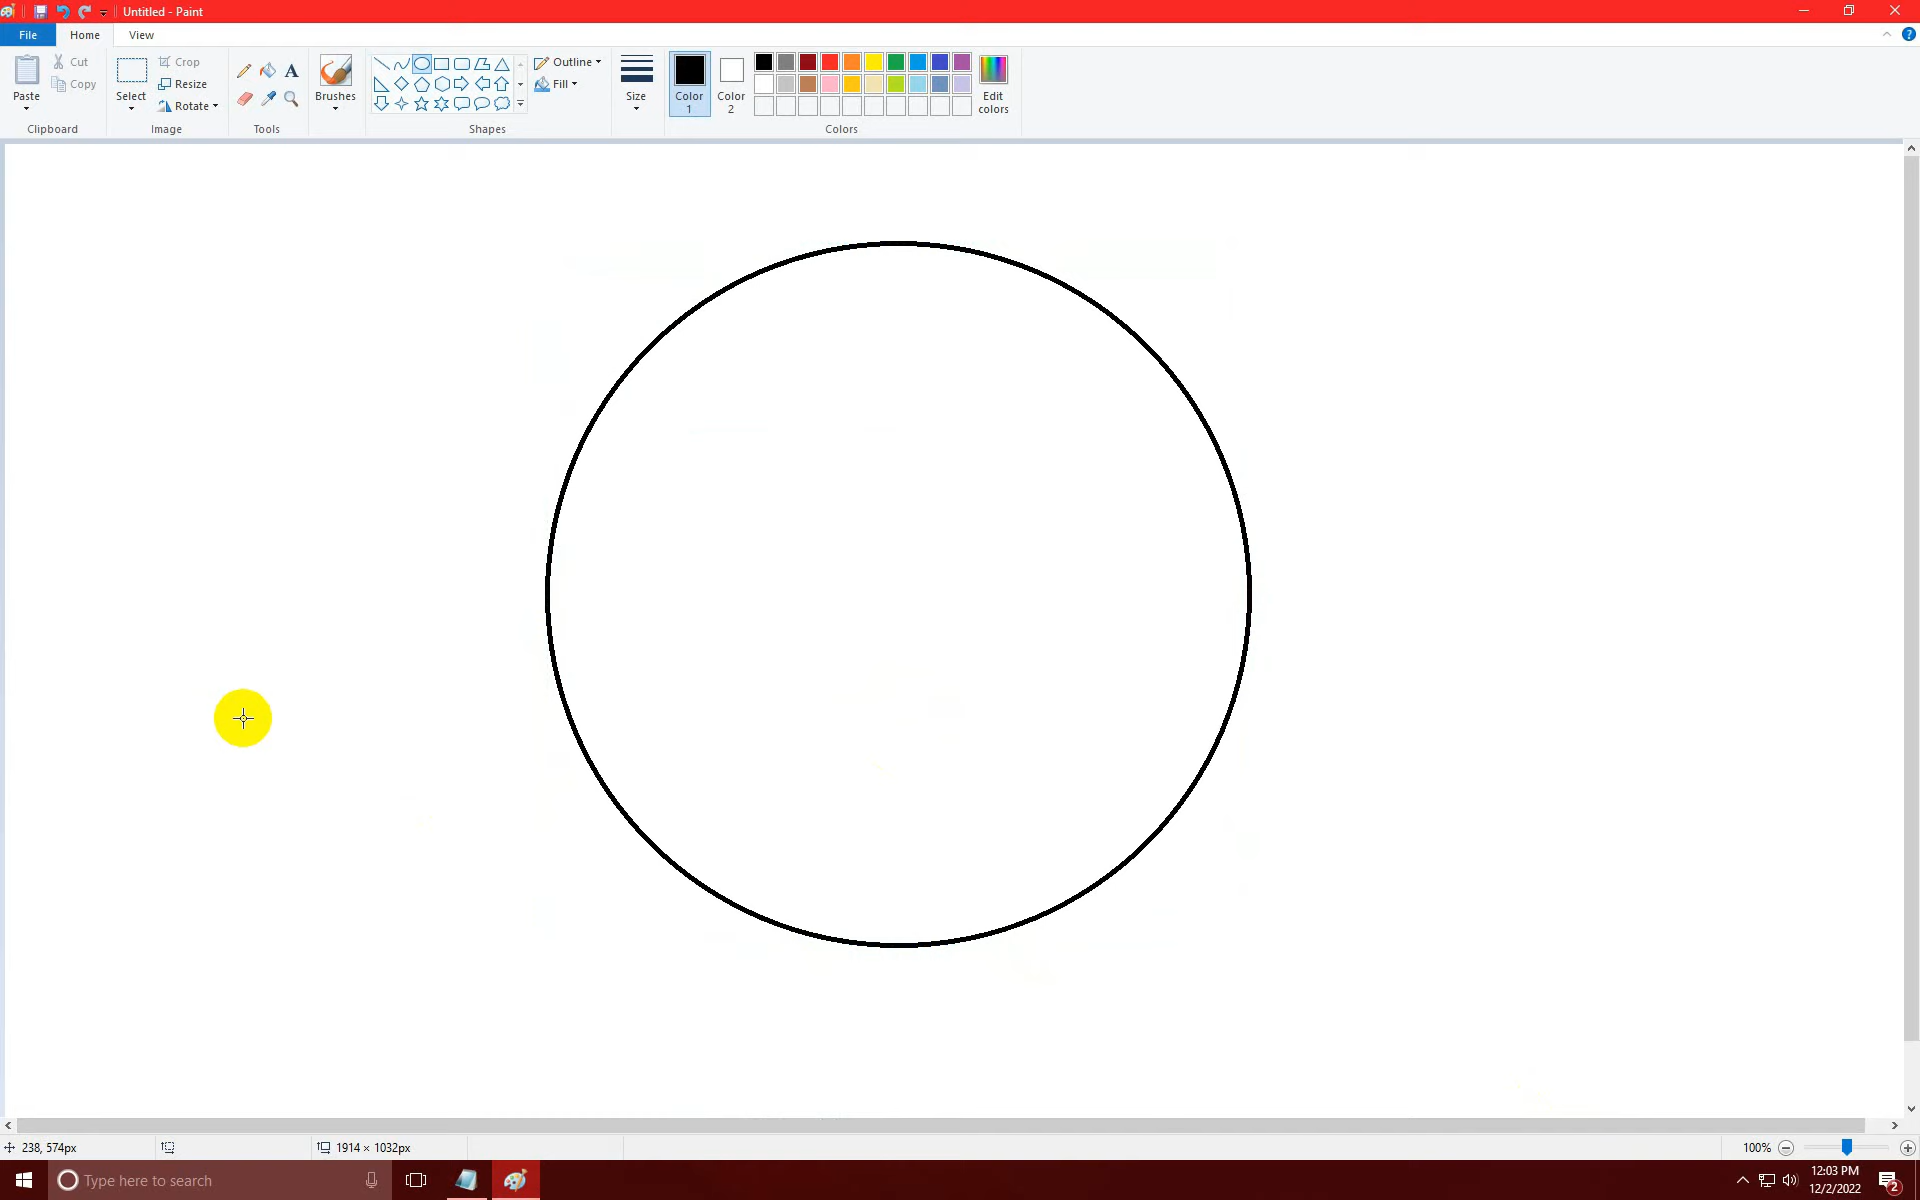 Untitled - Paint
File Home View
Paste
Cut
Copy
Clipboard
Select
Crop
Resize
Rotate
Image
A
Tools
Brushes
Outline
Fill
Shapes
Size
Color 1
Color 2
Edit colors
Colors
?
238, 574px
1914 × 1032px
100%
Type here to search
12:03 PM
12/2/2022
2